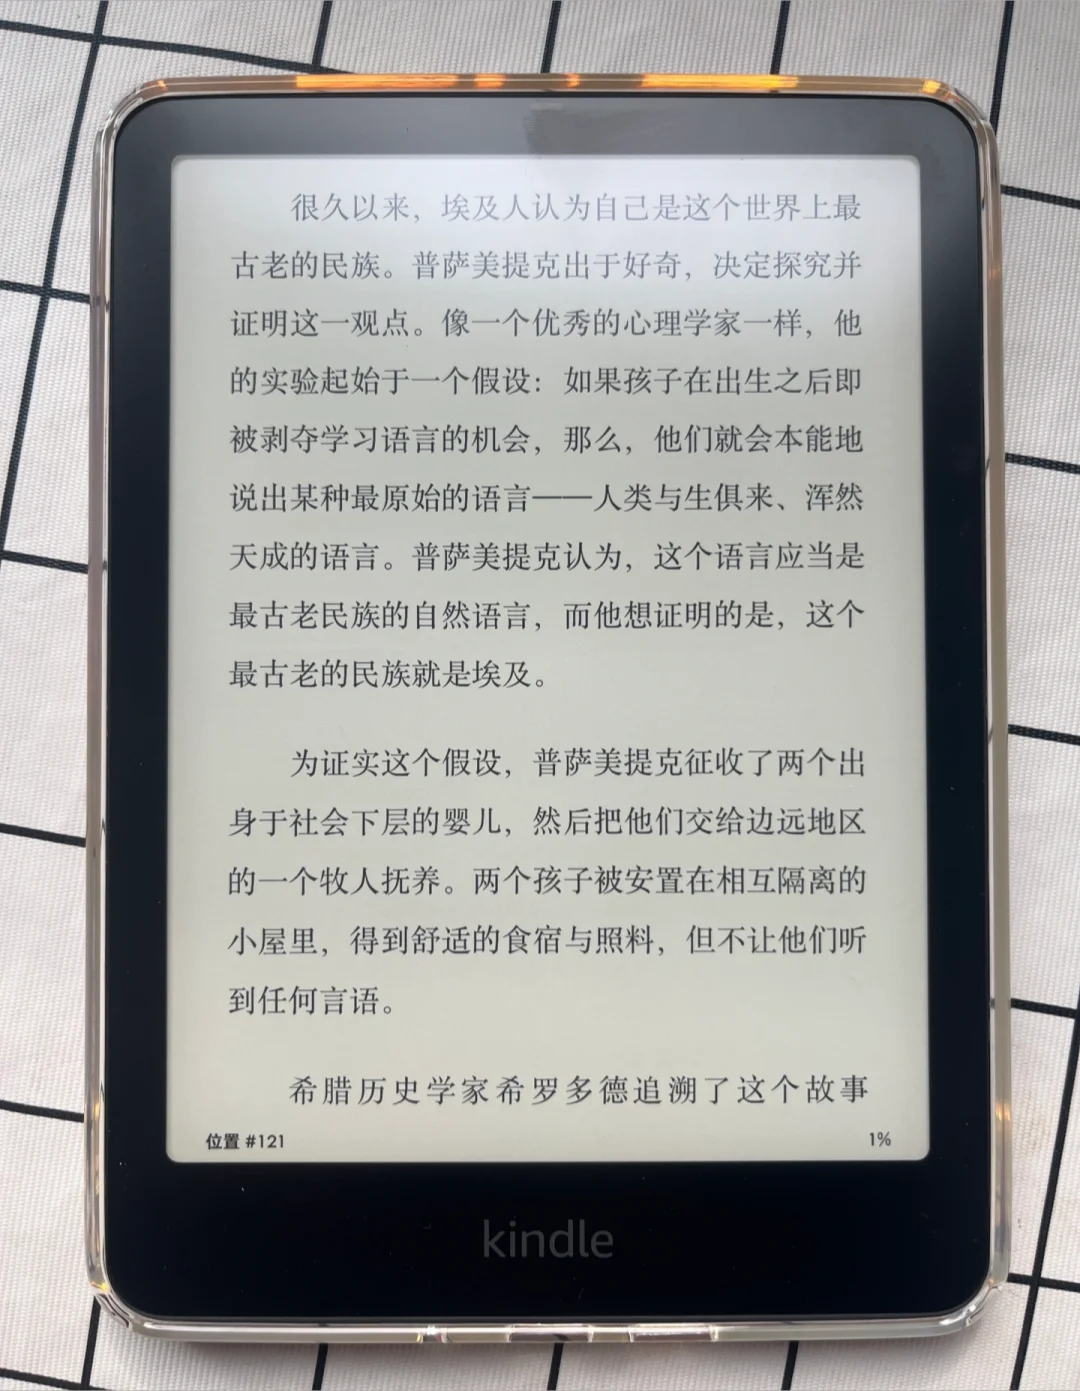 很久以来，埃及人认为自己是这个世界上最
古老的民族。普萨美提克出于好奇，决定探究并
证明这一观点。像一个优秀的心理学家一样，他
的实验起始于一个假设：如果孩子在出生之后即
被剥夺学习语言的机会，那么，他们就会本能地
说出某种最原始的语言——人类与生俱来、浑然
天成的语言。普萨美提克认为，这个语言应当是
最古老民族的自然语言，而他想证明的是，这个
最古老的民族就是埃及。
为证实这个假设，普萨美提克征收了两个出
身于社会下层的婴儿，然后把他们交给边远地区
的一个牧人抚养。两个孩子被安置在相互隔离的
小屋里，得到舒适的食宿与照料，但不让他们听
到任何言语。
希腊历史学家希罗多德追溯了这个故事
位置 #121
1%
kindle